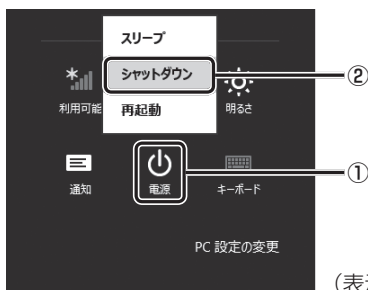 スリープ
シャットダウン
②
利用可能
再起動
明るさ
①
通知
電源
キーボード
PC 設定の変更
（表